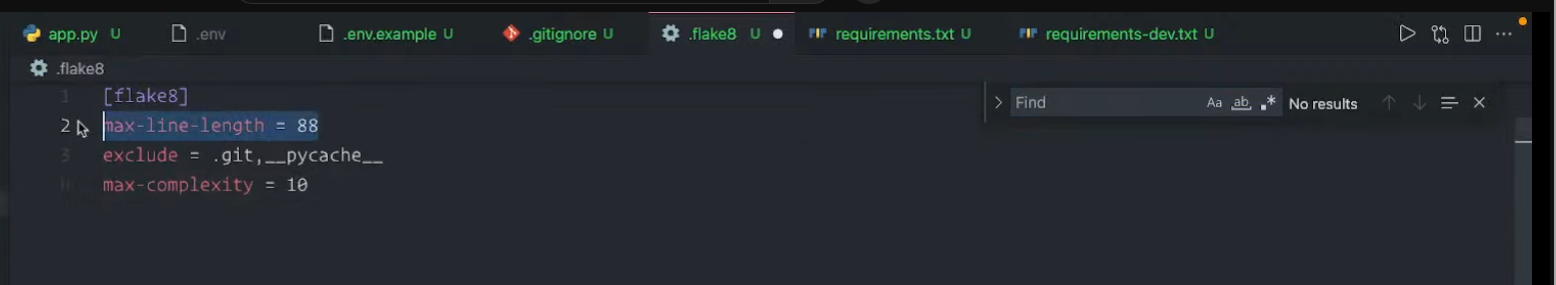 app.py U .env .env.example U .gitignore U .flake8 U requirements.txt U requirements-dev.txt U
.flake8
1 [flake8]
Find Aa ab No results
2 max-line-length = 88
3 exclude = .git,__pycache__
max-complexity = 10